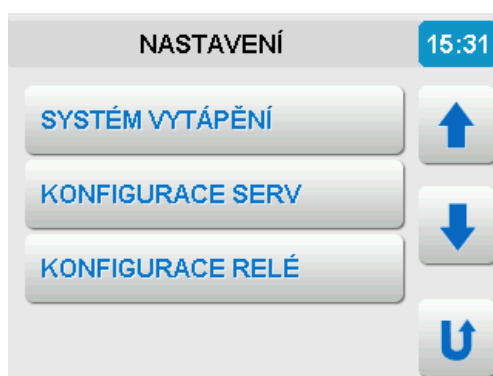 NASTAVENÍ
15:31
SYSTÉM VYTÁPĚNÍ
KONFIGURACE SERV
KONFIGURACE RELÉ